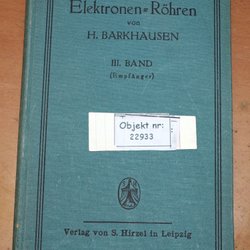 Elektronen=Röhren
von
H. BARKHAUSEN
III. BAND
(Empfänger)
Objekt nr:
22933
Verlag von S. Hirzel in Leipzig